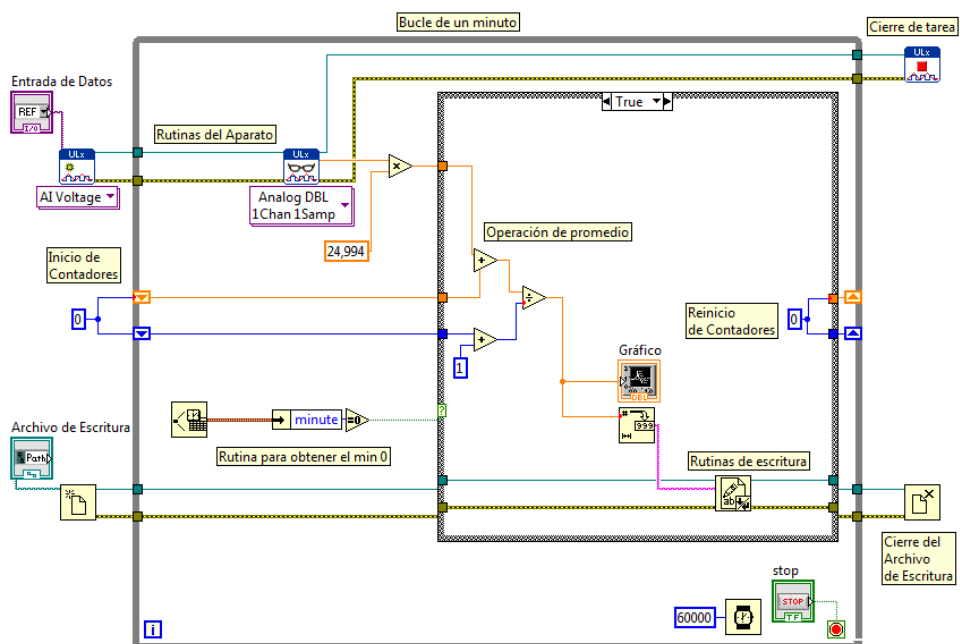 Bucle de un minuto
Cierre de tarea
ULx
Entrada de Datos
REF
I/O
True
Rutinas del Aparato
ULx
ULx
AI Voltage
Analog DBL
1Chan 1Samp
24,994
Operación de promedio
Inicio de
Contadores
0
1
Reinicio
de Contadores
0
Gráfico
DBL
# 
999
minute
=0
?
Archivo de Escritura
Path
Rutina para obtener el min 0
Rutinas de escritura
ab
Cierre del
Archivo
de Escritura
stop
STOP
TF
60000
i